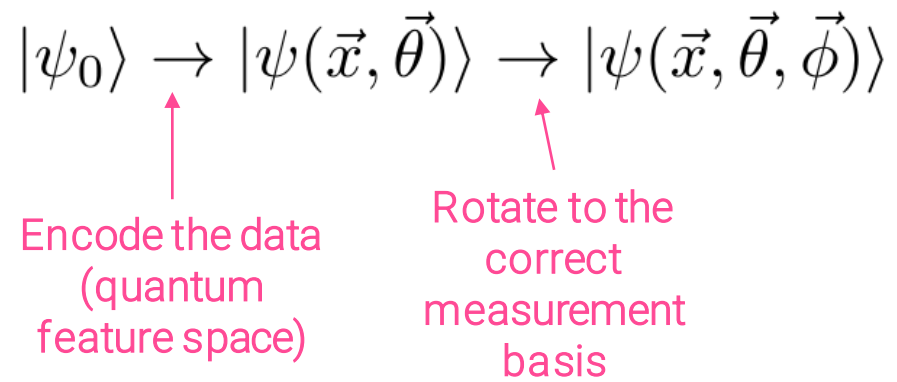 |ψ₀⟩ → |ψ(x⃗, θ⃗)⟩ → |ψ(x⃗, θ⃗, ϕ⃗)⟩
Encode the data
(quantum
feature space)
Rotate to the
correct
measurement
basis